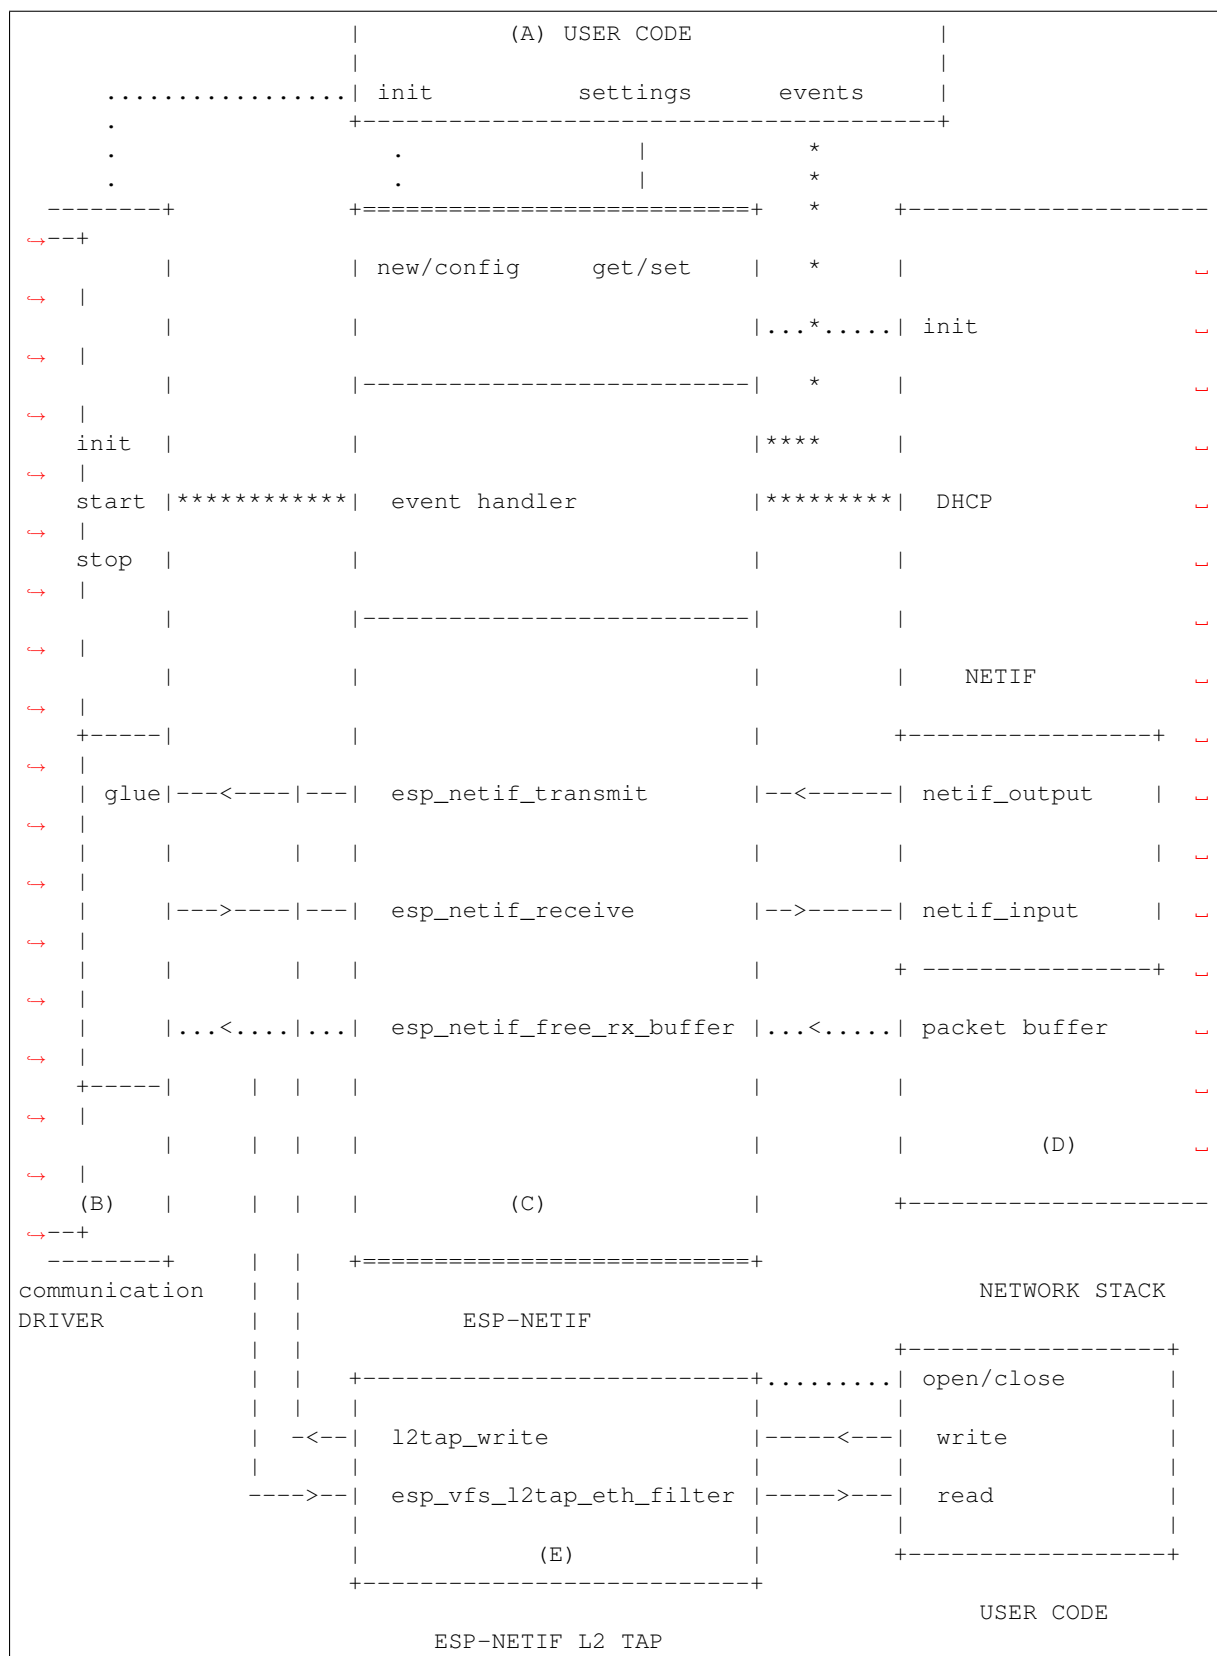 |          (A) USER CODE                 |
|                                        |
.................| init          settings      events     |
.                +----------------------------------------+
.                   .                |           *
.                   .                |           *
--------+            +===========================+   *     +---------------------
↪--+
|            | new/config     get/set    |   *     |                    ␣
↪  |
|            |                           |...*.....| init               ␣
↪  |
|            |---------------------------|   *     |                    ␣
↪  |
init  |            |                           |****     |                    ␣
↪  |
start |************|  event handler            |*********|  DHCP              ␣
↪  |
stop  |            |                           |         |                    ␣
↪  |
|            |---------------------------|         |                    ␣
↪  |
|            |                           |         |    NETIF           ␣
↪  |
+-----|            |                           |         +-----------------+  ␣
↪  |
| glue|---<----|---|  esp_netif_transmit       |--<------| netif_output    |  ␣
↪  |
|     |        |   |                           |         |                 |  ␣
↪  |
|     |--->----|---|  esp_netif_receive        |-->------| netif_input     |  ␣
↪  |
|     |        |   |                           |         + ----------------+  ␣
↪  |
|     |...<....|...|  esp_netif_free_rx_buffer |...<.....| packet buffer      ␣
↪  |
+-----|     |  |   |                           |         |                    ␣
↪  |
|     |  |   |                           |         |         (D)        ␣
↪  |
(B)   |     |  |   |          (C)              |         +---------------------
↪--+
--------+     |  |   +===========================+
communication   |  |                                               NETWORK STACK
DRIVER          |  |           ESP-NETIF
|  |                                         +------------------+
|  |   +---------------------------+.........| open/close       |
|  |   |                           |         |                  |
|  -<--|  l2tap_write              |-----<---|  write           |
|      |                           |         |                  |
---->--|  esp_vfs_l2tap_eth_filter |----->---|  read            |
|                           |         |                  |
|            (E)            |         +------------------+
+---------------------------+
USER CODE
ESP-NETIF L2 TAP